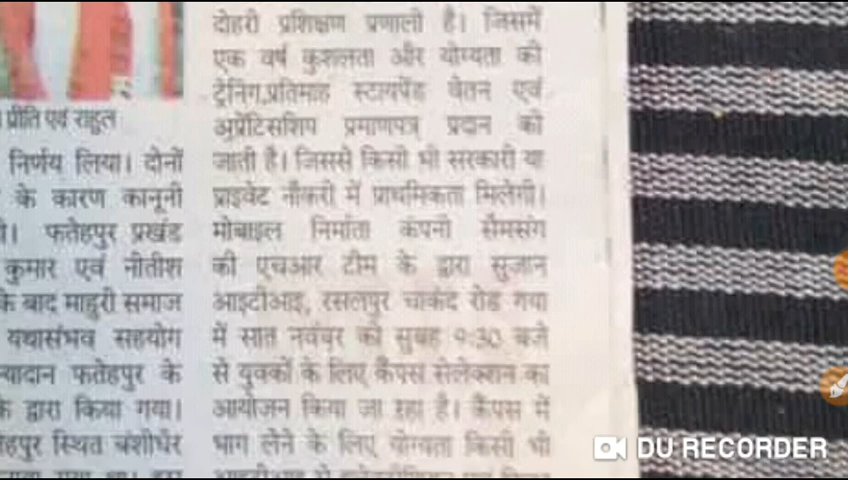 प्रीति एवं राहुल
निर्णय लिया। दोनों
के कारण कानूनी
फतेहपुर प्रखंड
कुमार एवं नीतीश
के बाद माहुरी समाज
यथासंभव सहयोग
फतेहपुर के
के द्वारा किया गया।
स्थित बंशीधर
दोहरी प्रशिक्षण प्रणाली है। जिसमें
एक वर्ष कुशलता और योग्यता की
ट्रेनिग,प्रतिमाह स्टायपेंड वेतन एवं
अप्रेंटिसशिप प्रमाणपत्र प्रदान की
जाती है। जिससे किसी भी सरकारी या
प्राइवेट नौकरी में प्राथमिकता मिलेगी।
मोबाइल निर्माता कंपनी सैमसंग
की एचआर टीम के द्वारा सुजान
आइटीआइ, रसलपुर चाकंद रोड गया
में सात नवंबर को सुबह 9:30 बजे
से युवकों के लिए कैंपस सेलेक्शन का
आयोजन किया जा रहा है। कैंपस में
भाग लेने के लिए योग्यता किसी भी
DU RECORDER